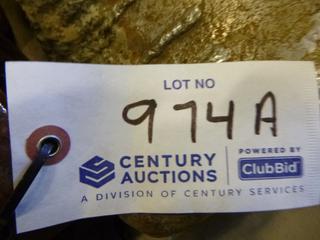 LOT NO
974A
CENTURY AUCTIONS
POWERED BY
ClubBid
A DIVISION OF CENTURY SERVICES